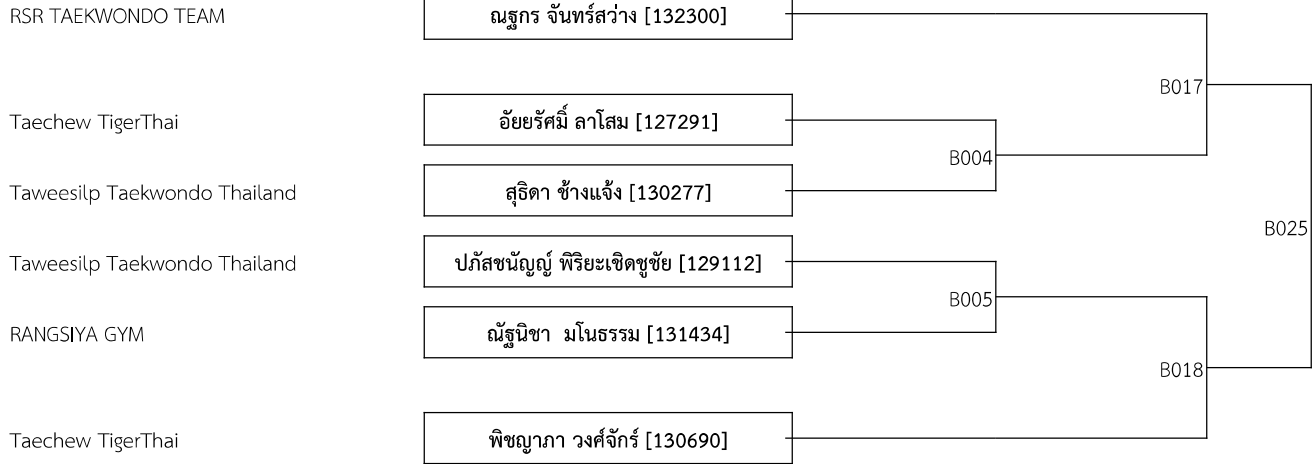 RSR TAEKWONDO TEAM ณฐกร จันทร์สว่าง [132300]
B017
Taechew TigerThai อัยยรัศมิ์ ลาโสม [127291]
B004
Taweesilp Taekwondo Thailand สุธิดา ช้างแจ้ง [130277]
B025
Taweesilp Taekwondo Thailand ปภัสชนัญญ์ พิริยะเชิดชูชัย [129112]
B005
RANGSIYA GYM ณัฐนิชา มโนธรรม [131434]
B018
Taechew TigerThai พิชญาภา วงศ์จักร์ [130690]